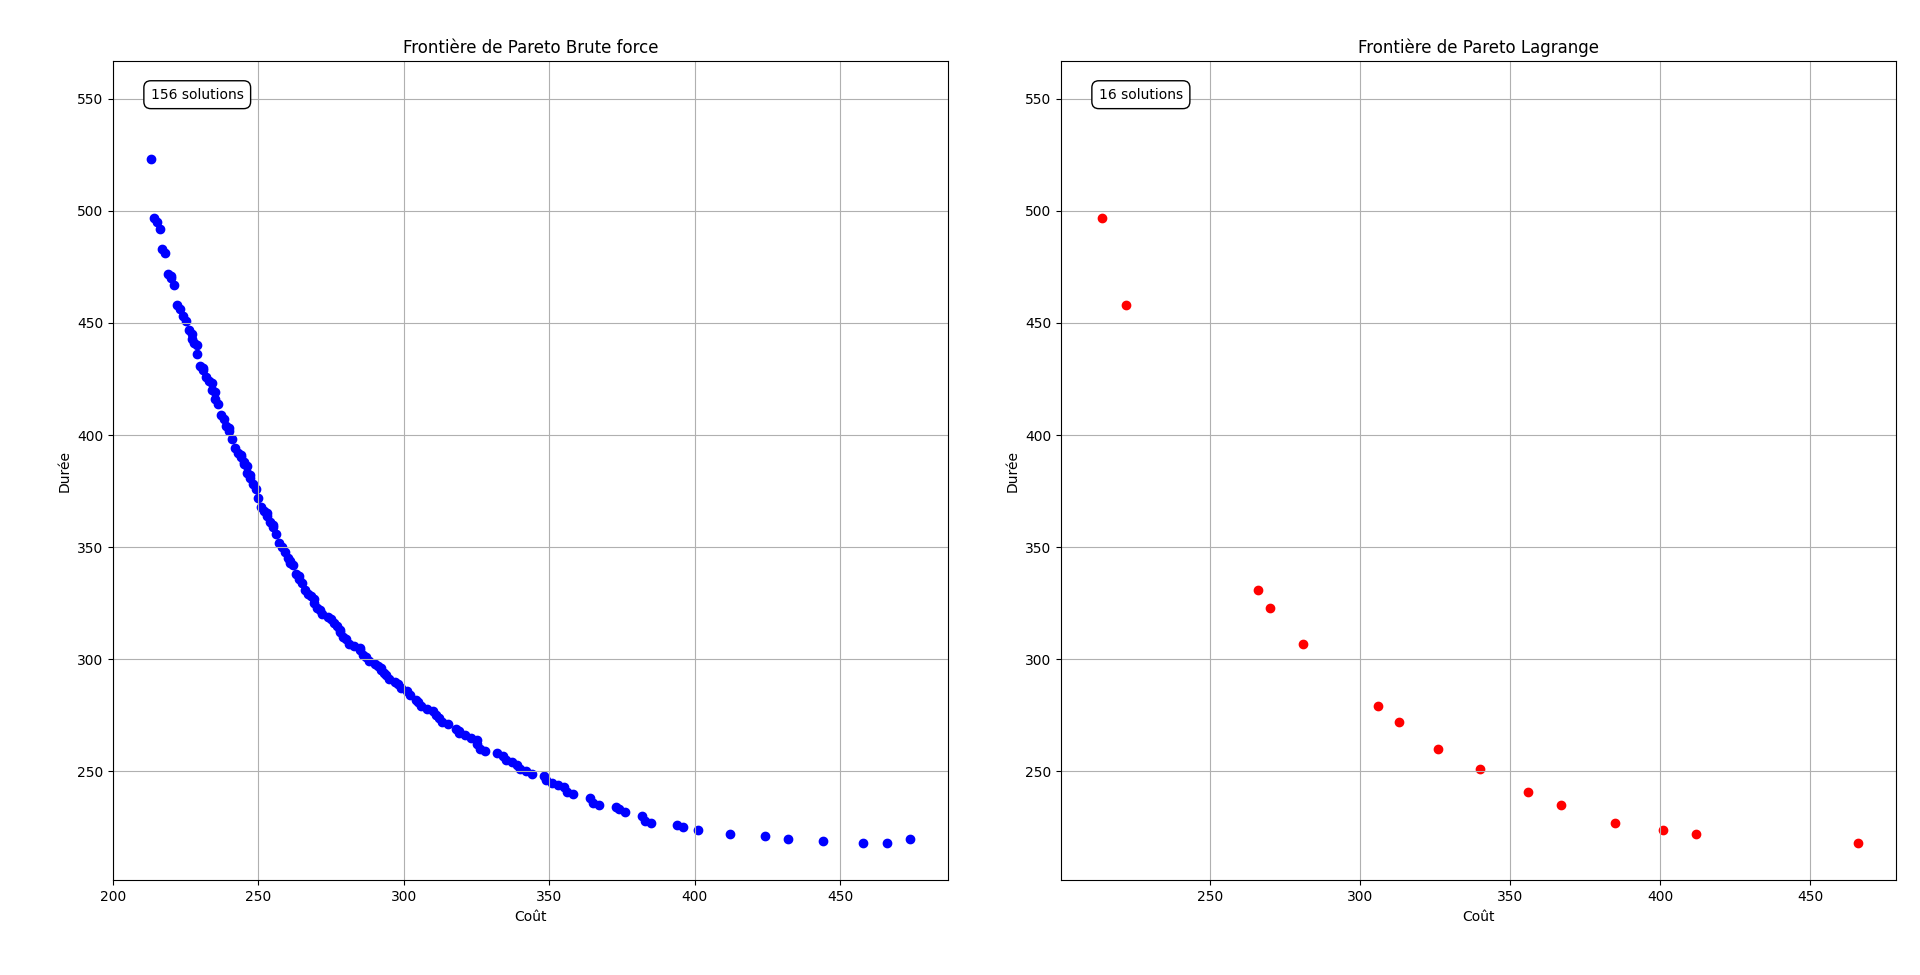 Frontière de Pareto Brute force
156 solutions
550
500
450
400
350
300
250
Durée
200 250 300 350 400 450
Coût
Frontière de Pareto Lagrange
16 solutions
550
500
450
400
350
300
250
Durée
250 300 350 400 450
Coût